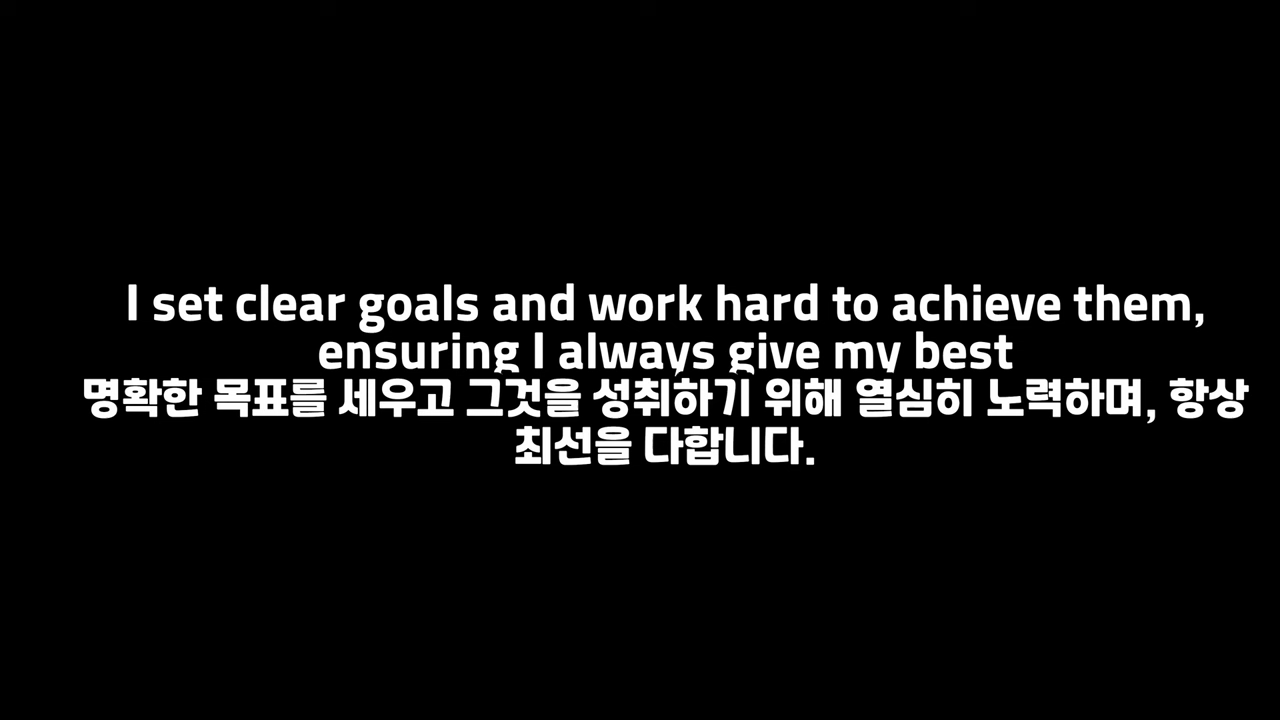 I set clear goals and work hard to achieve them,
ensuring I always give my best
명확한 목표를 세우고 그것을 성취하기 위해 열심히 노력하며, 항상
최선을 다합니다.